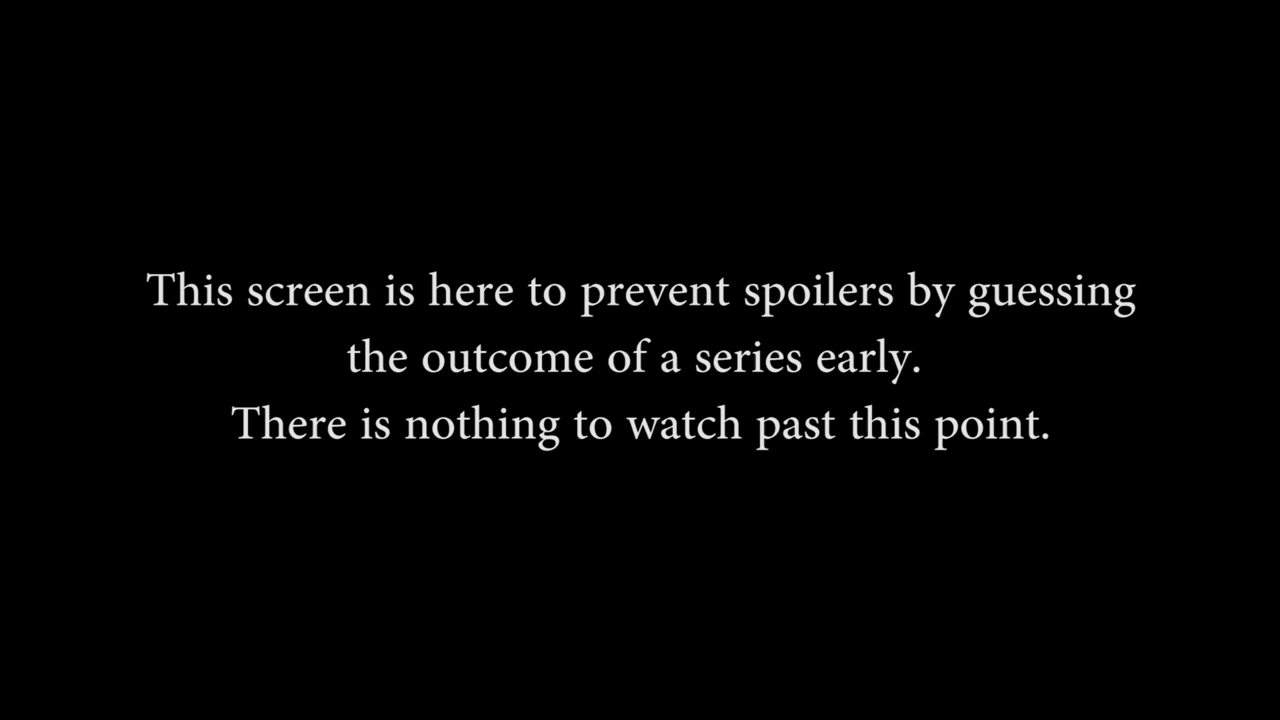 This screen is here to prevent spoilers by guessing
the outcome of a series early.
There is nothing to watch past this point.